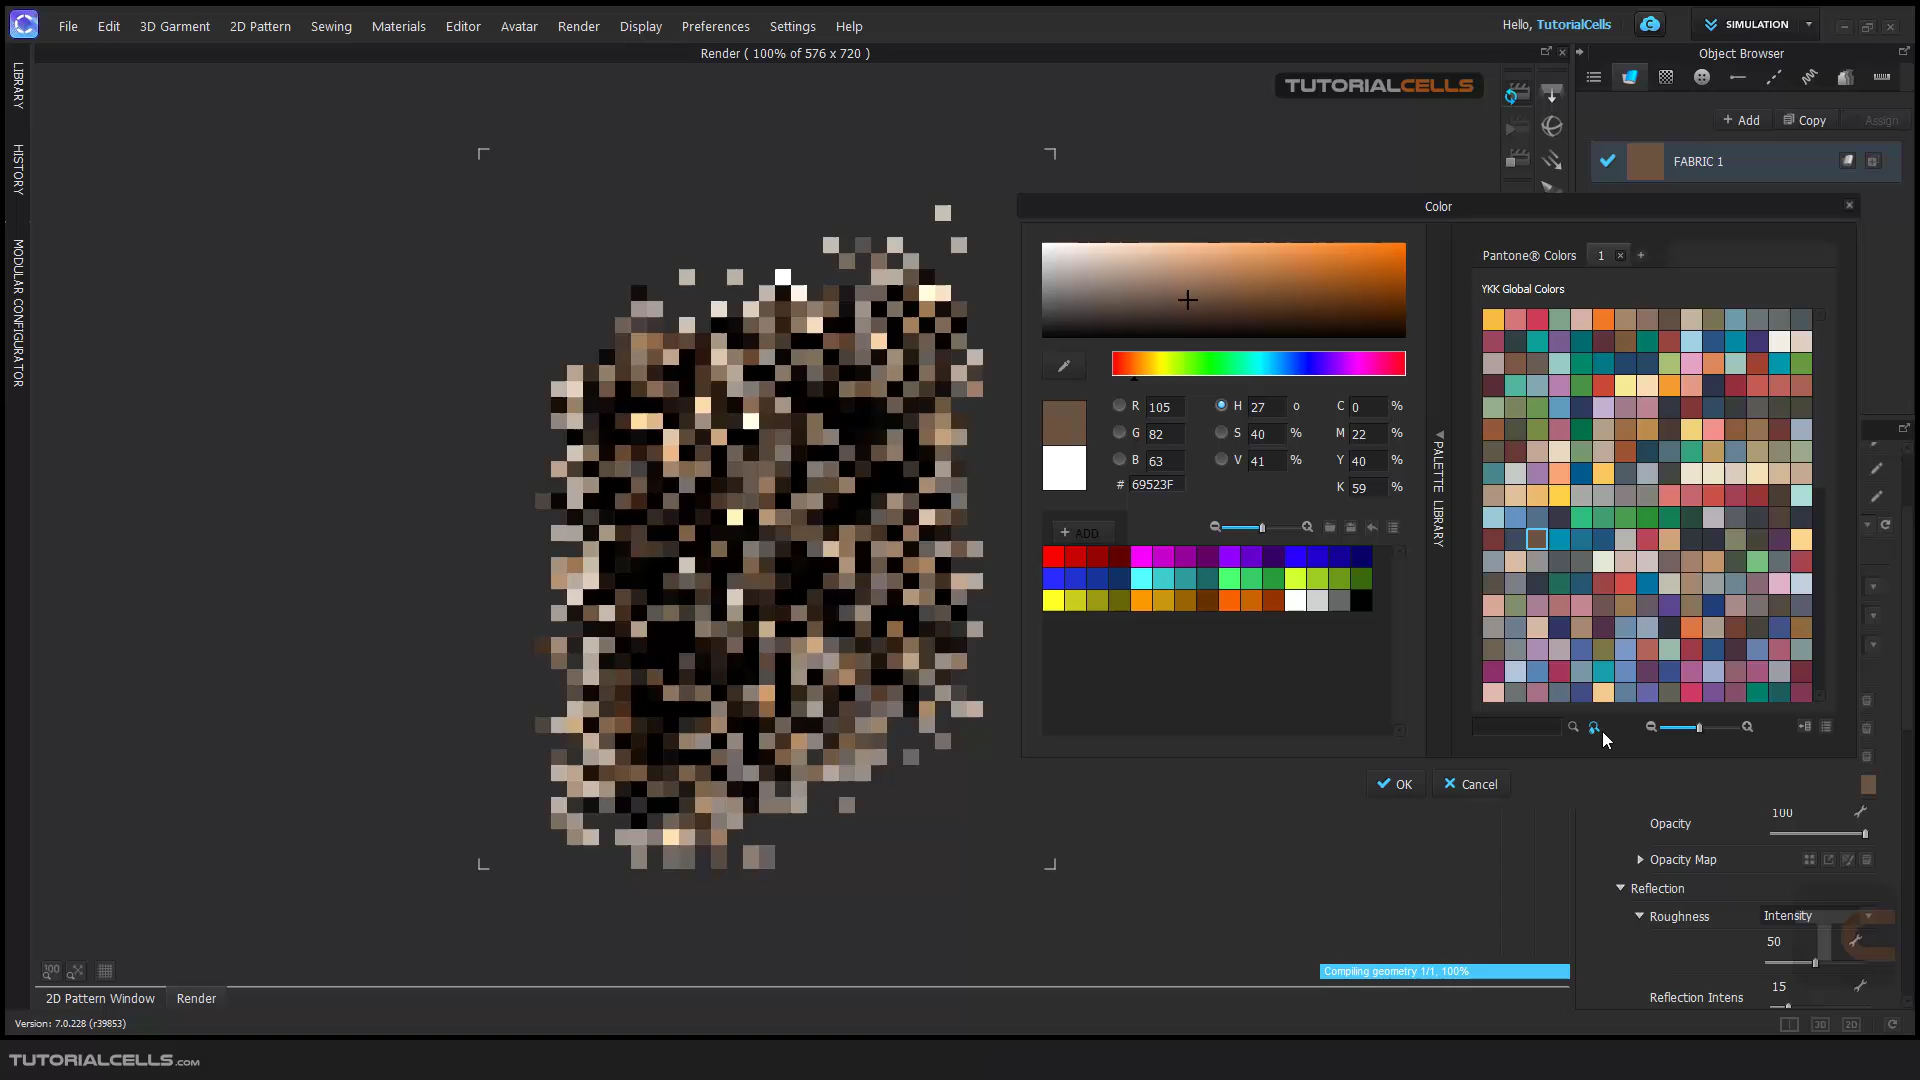 File Edit 3D Garment 2D Pattern Sewing Materials Editor Avatar Render Display Preferences Settings Help
Hello, TutorialCells SIMULATION
Render ( 100% of 576 x 720 )
Object Browser
TUTORIALCELLS
LIBRARY
HISTORY
MODULAR CONFIGURATOR
+ Add Copy Assign
FABRIC 1
Color
Pantone® Colors 1 +
YKK Global Colors
R 105 H 27 o C 0 %
G 82 S 40 % M 22 %
B 63 V 41 % Y 40 %
# 69523F K 59 %
+ ADD
PALETTE LIBRARY
OK Cancel
Opacity 100
Opacity Map
Reflection
Roughness Intensity
50
Reflection Intens 15
Compiling geometry 1/1, 100%
100
2D Pattern Window Render
Version: 7.0.228 (r39853)
3D 2D
TUTORIALCELLS.COM